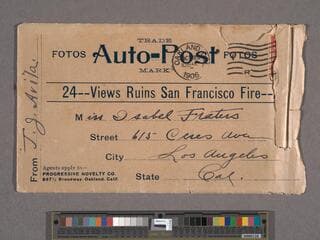 TRADE
FOTOS Auto-Post FOTOS
MARK
OAKLAND
1906
24--Views Ruins San Francisco Fire--
Miss Isabel Fraters
Street 615 Ceres Ave
City Los Angeles
State Cal.
From T. J. Avila
Agents apply to—
PROGRESSIVE NOVELTY CO.
Broadway, Oakland, Calif.